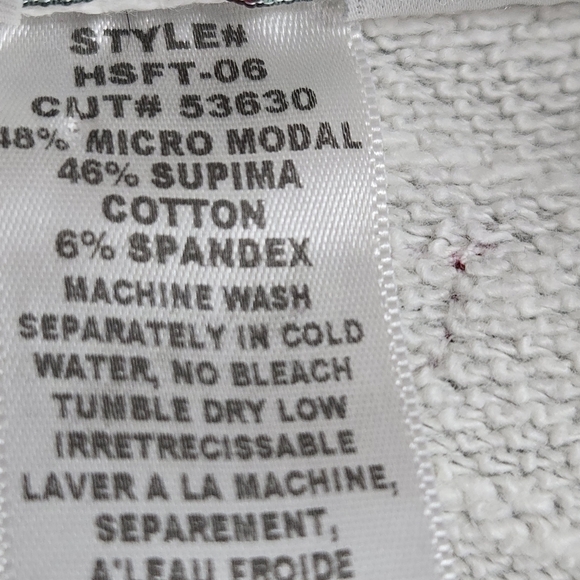 STYLE#
HSFT-06
CUT# 53630
48% MICRO MODAL
46% SUPIMA
COTTON
6% SPANDEX
MACHINE WASH
SEPARATELY IN COLD
WATER, NO BLEACH
TUMBLE DRY LOW
IRRETRECISSABLE
LAVER A LA MACHINE,
SEPAREMENT,
A'LEAU FROIDE